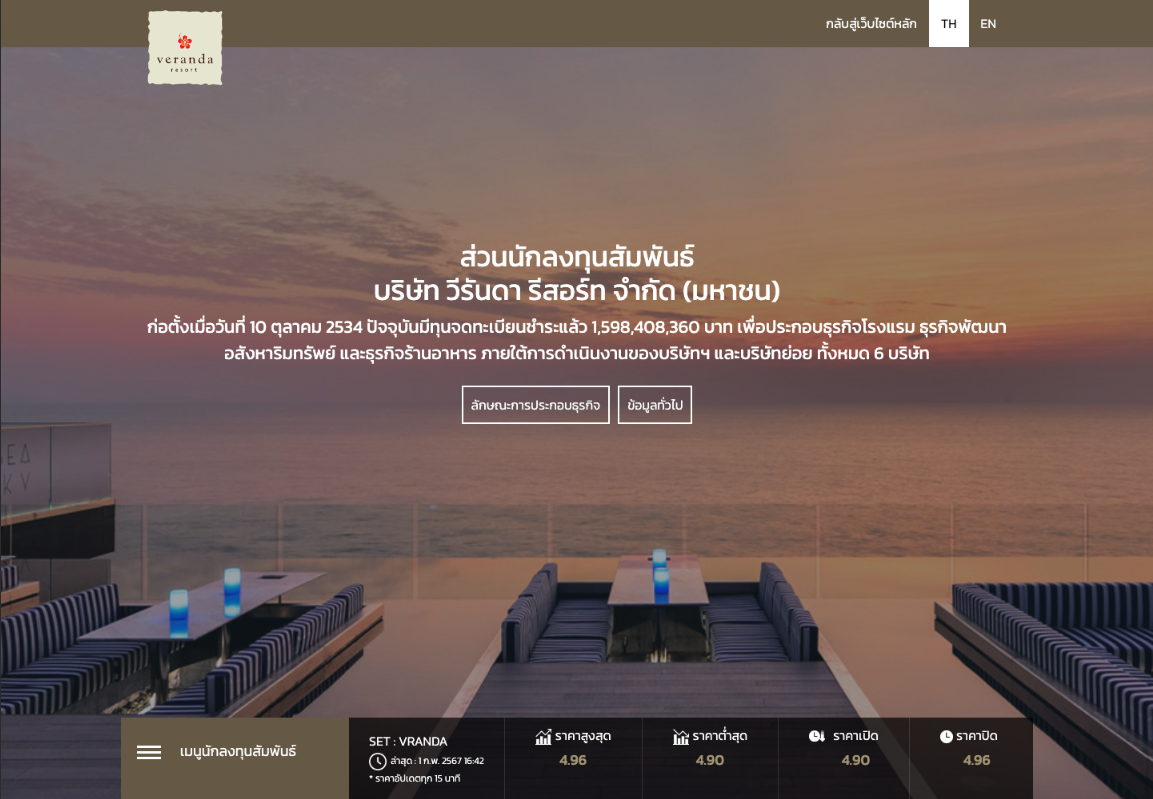 กลับสู่เว็บไซต์หลัก TH EN
veranda
resort
ส่วนนักลงทุนสัมพันธ์
บริษัท วีรันดา รีสอร์ท จำกัด (มหาชน)
ก่อตั้งเมื่อวันที่ 10 ตุลาคม 2534 ปัจจุบันมีทุนจดทะเบียนชำระแล้ว 1,598,408,360 บาท เพื่อประกอบธุรกิจโรงแรม ธุรกิจพัฒนา
อสังหาริมทรัพย์ และธุรกิจร้านอาหาร ภายใต้การดำเนินงานของบริษัทฯ และบริษัทย่อย ทั้งหมด 6 บริษัท
ลักษณะการประกอบธุรกิจ ข้อมูลทั่วไป
เมนูนักลงทุนสัมพันธ์
SET : VRANDA
ล่าสุด : 1 ก.พ. 2567 16:42
* ราคาอัปเดตทุก 15 นาที
ราคาสูงสุด
4.96
ราคาต่ำสุด
4.90
ราคาเปิด
4.90
ราคาปิด
4.96